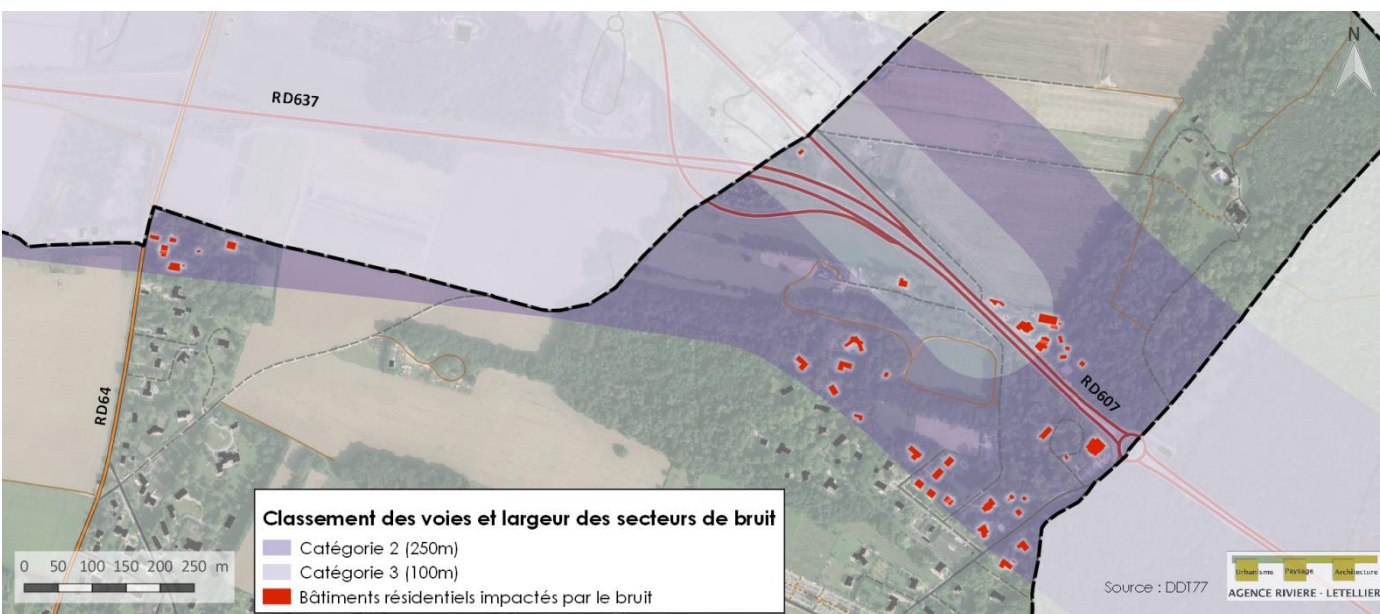 N
RD637
RD64
RD607
Classement des voies et largeur des secteurs de bruit
Catégorie 2 (250m)
Catégorie 3 (100m)
Bâtiments résidentiels impactés par le bruit
0 50 100 150 200 250 m
Source : DDT77
Urbanisme Paysage Architecture
AGENCE RIVIERE - LETELLIER